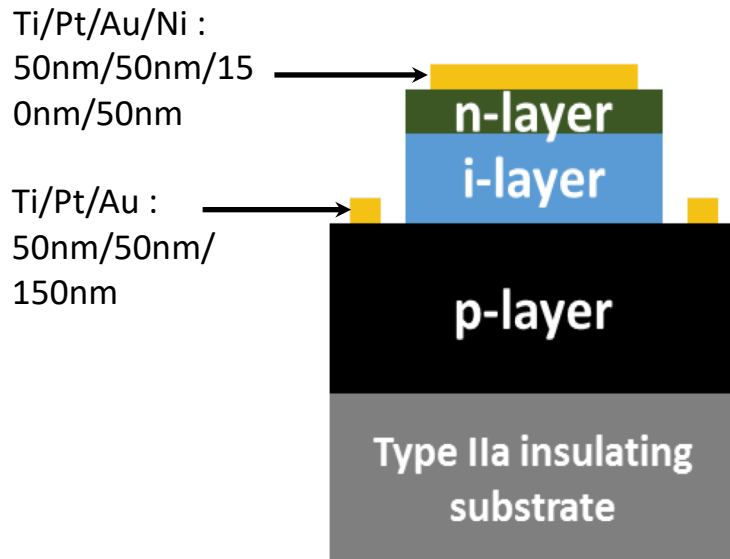 Ti/Pt/Au/Ni :
50nm/50nm/15
0nm/50nm
Ti/Pt/Au :
50nm/50nm/
150nm
n-layer
i-layer
p-layer
Type IIa insulating
substrate